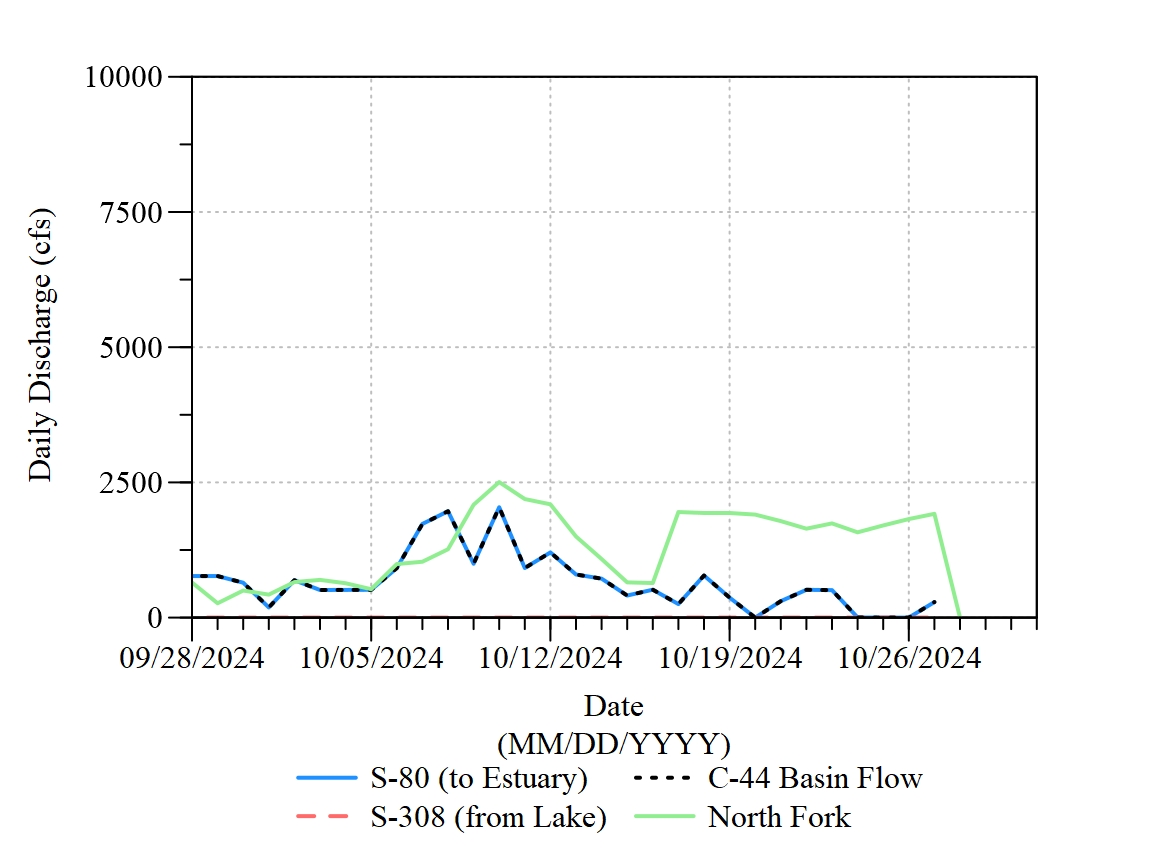 10000
7500
5000
2500
0
Daily Discharge (cfs)
09/28/2024 10/05/2024 10/12/2024 10/19/2024 10/26/2024
Date
(MM/DD/YYYY)
S-80 (to Estuary) C-44 Basin Flow
S-308 (from Lake) North Fork